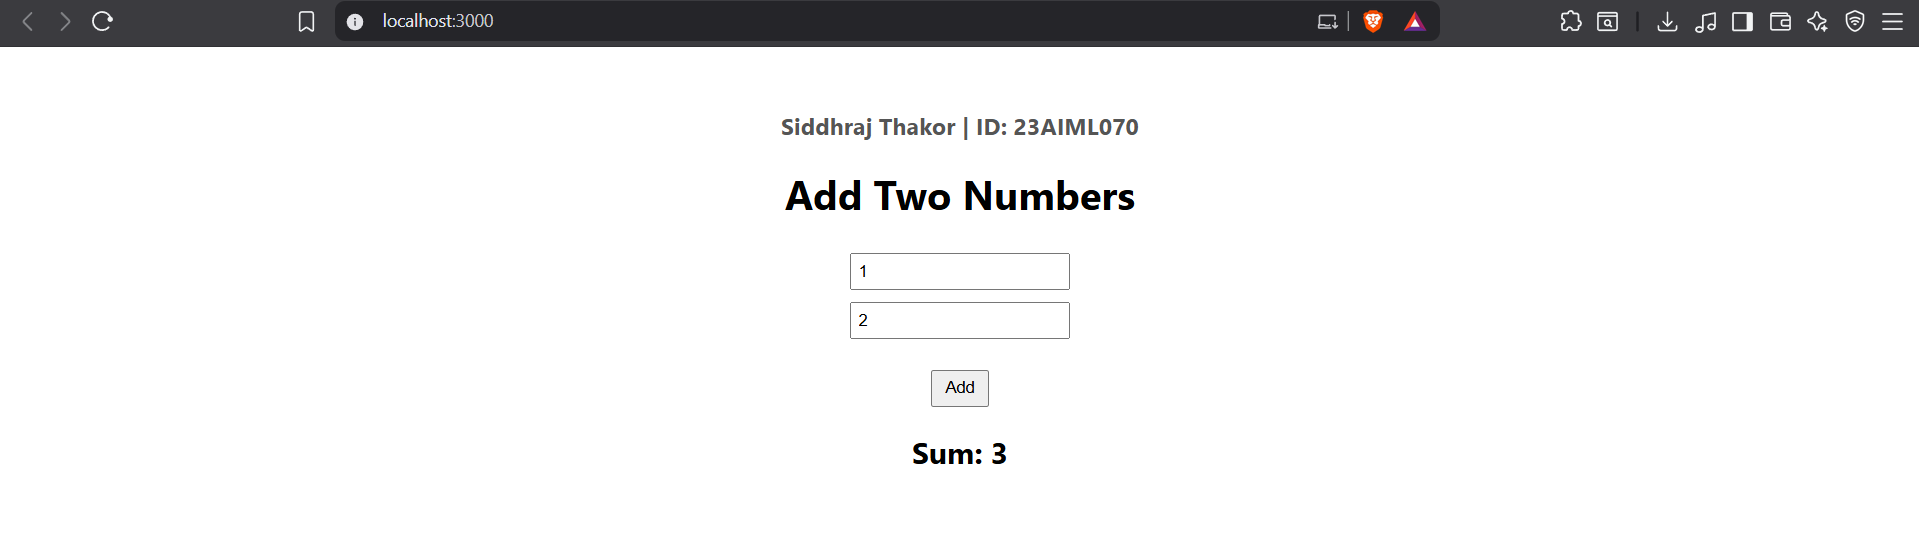 localhost:3000
Siddhraj Thakor | ID: 23AIML070
Add Two Numbers
1
2
Add
Sum: 3